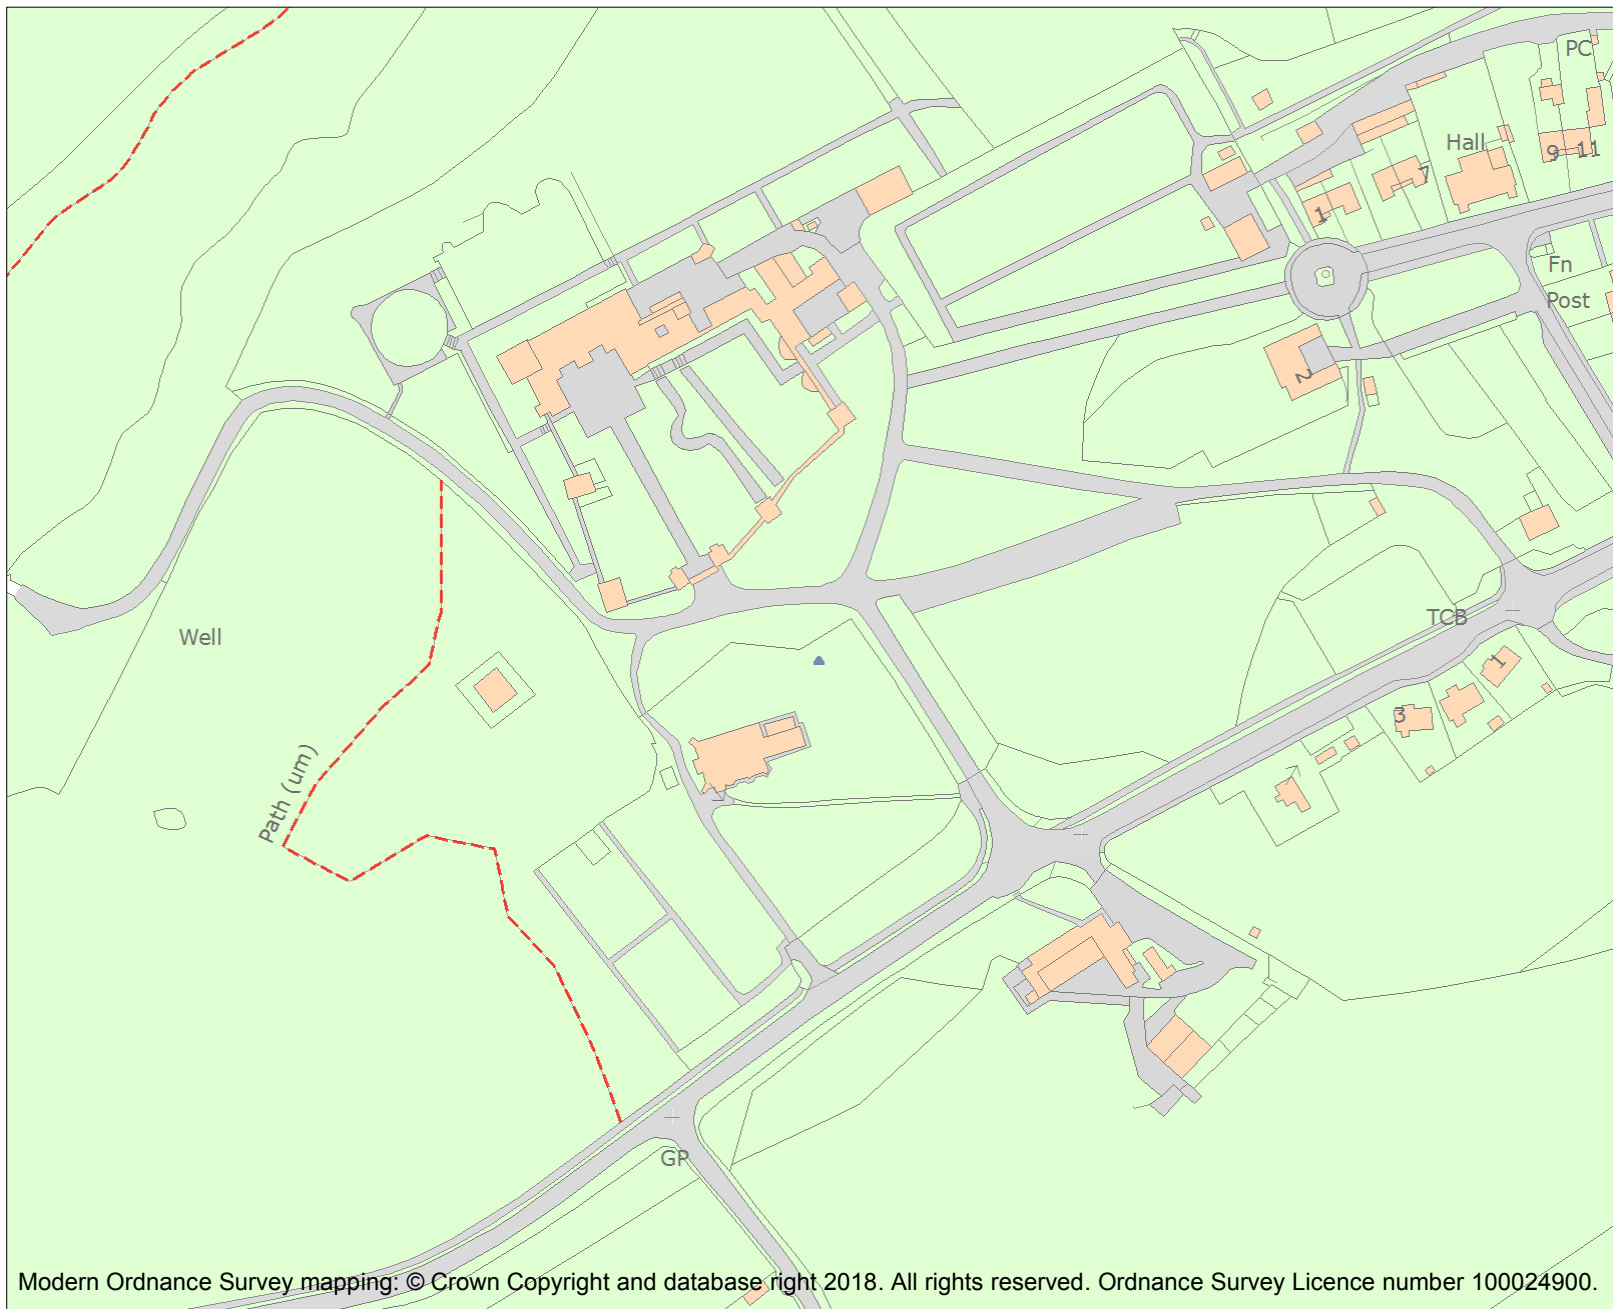 PC
Hall
9
11
7
1
Fn
Post
2
Well
TCB
1
3
Path (um)
GP
Modern Ordnance Survey mapping: © Crown Copyright and database right 2018. All rights reserved. Ordnance Survey Licence number 100024900.